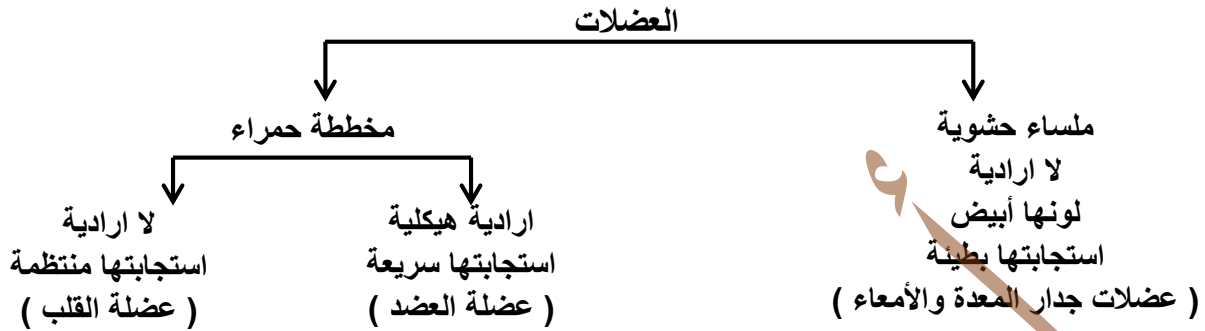 العضلات
ملساء حشوية
لا ارادية
لونها أبيض
استجابتها بطيئة
( عضلات جدار المعدة والأمعاء )
مخططة حمراء
ارادية هيكلية
استجابتها سريعة
( عضلة العضد )
لا ارادية
استجابتها منتظمة
( عضلة القلب )